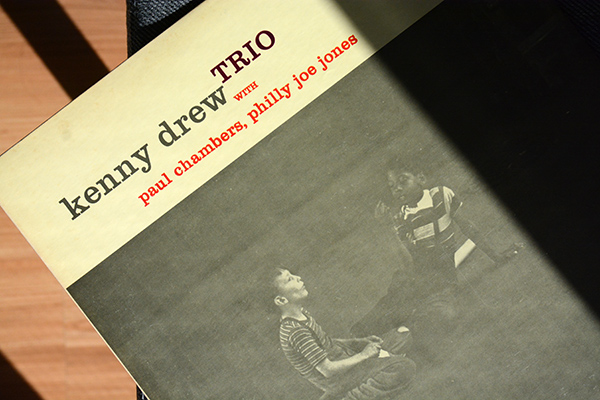 kenny drew TRIO
WITH
paul chambers, philly joe jones